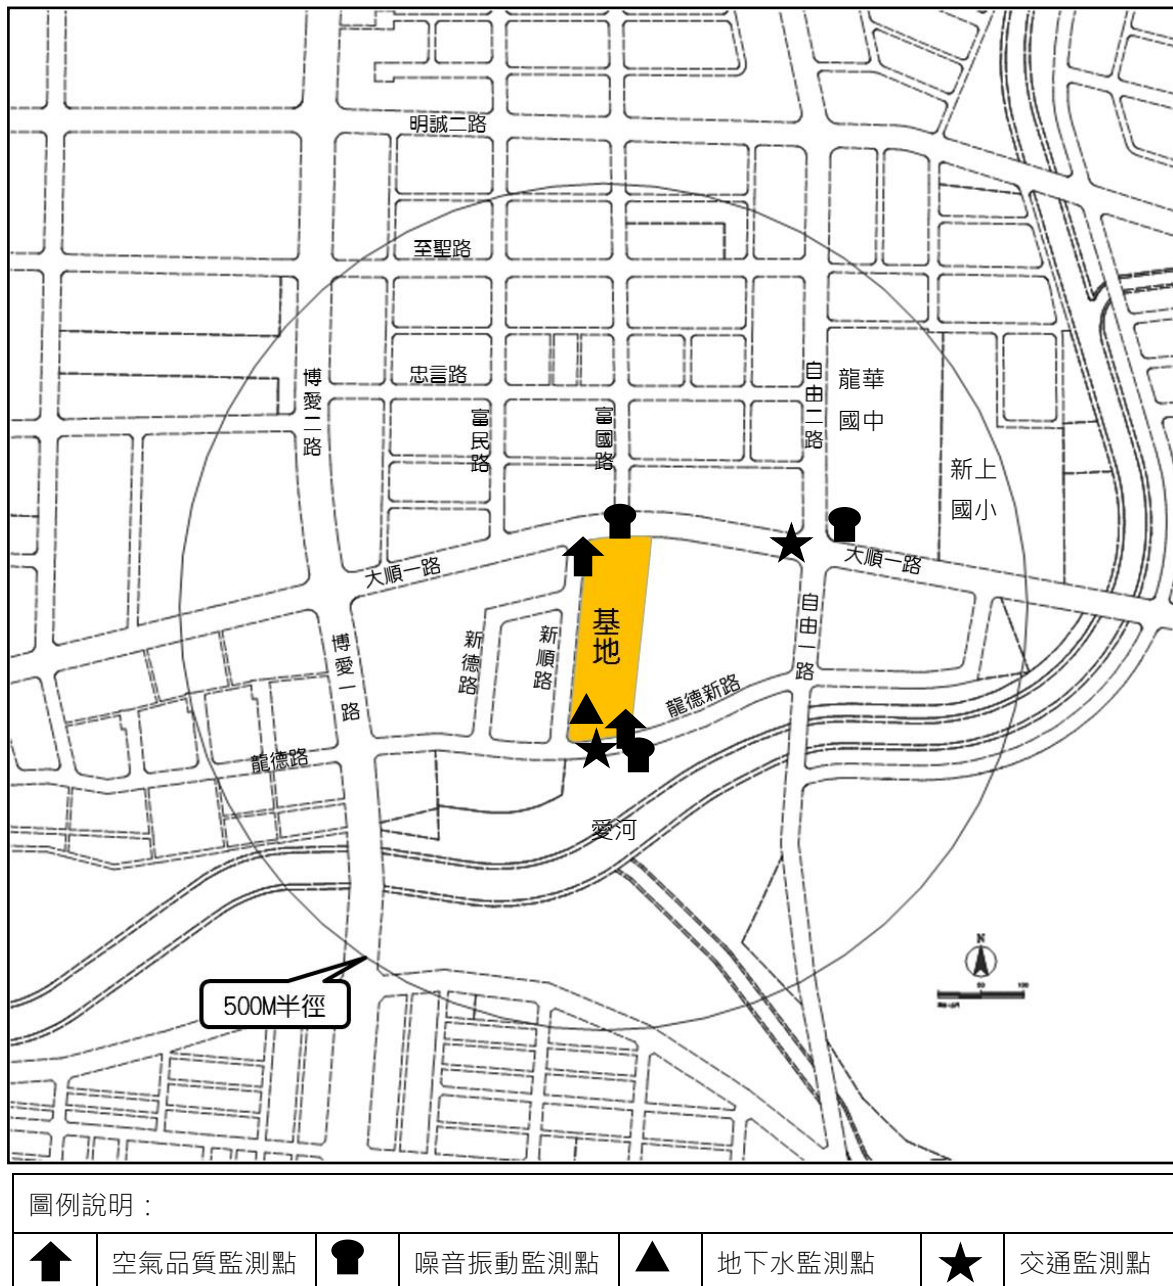 明誠二路
至聖路
忠言路
博愛二路
富民路
富國路
自由二路
龍華
國中
新上
國小
大順一路
大順一路
基地
自由一路
新德路
新順路
博愛一路
龍德新路
龍德路
愛河
500M半徑
N
50
100
圖例說明：
空氣品質監測點
噪音振動監測點
地下水監測點
交通監測點